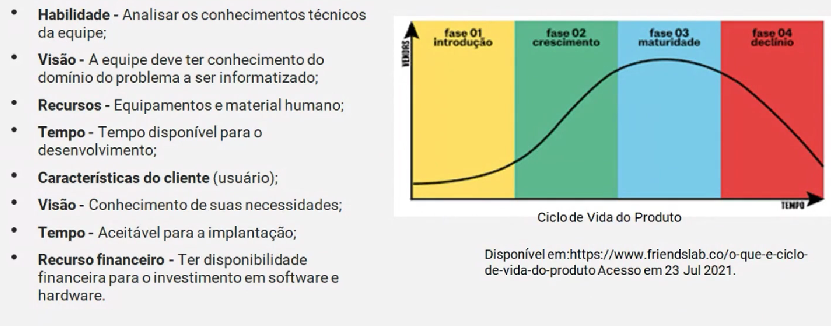 • Habilidade - Analisar os conhecimentos técnicos
da equipe;
• Visão - A equipe deve ter conhecimento do
domínio do problema a ser informatizado;
• Recursos - Equipamentos e material humano;
• Tempo - Tempo disponível para o
desenvolvimento;
• Características do cliente (usuário);
• Visão - Conhecimento de suas necessidades;
• Tempo - Aceitável para a implantação;
• Recurso financeiro - Ter disponibilidade
financeira para o investimento em software e
hardware.
VENDAS
fase 01
introdução
fase 02
crescimento
fase 03
maturidade
fase 04
declínio
TEMPO
Ciclo de Vida do Produto
Disponível em:https://www.friendslab.co/o-que-e-ciclo-
de-vida-do-produto Acesso em 23 Jul 2021.